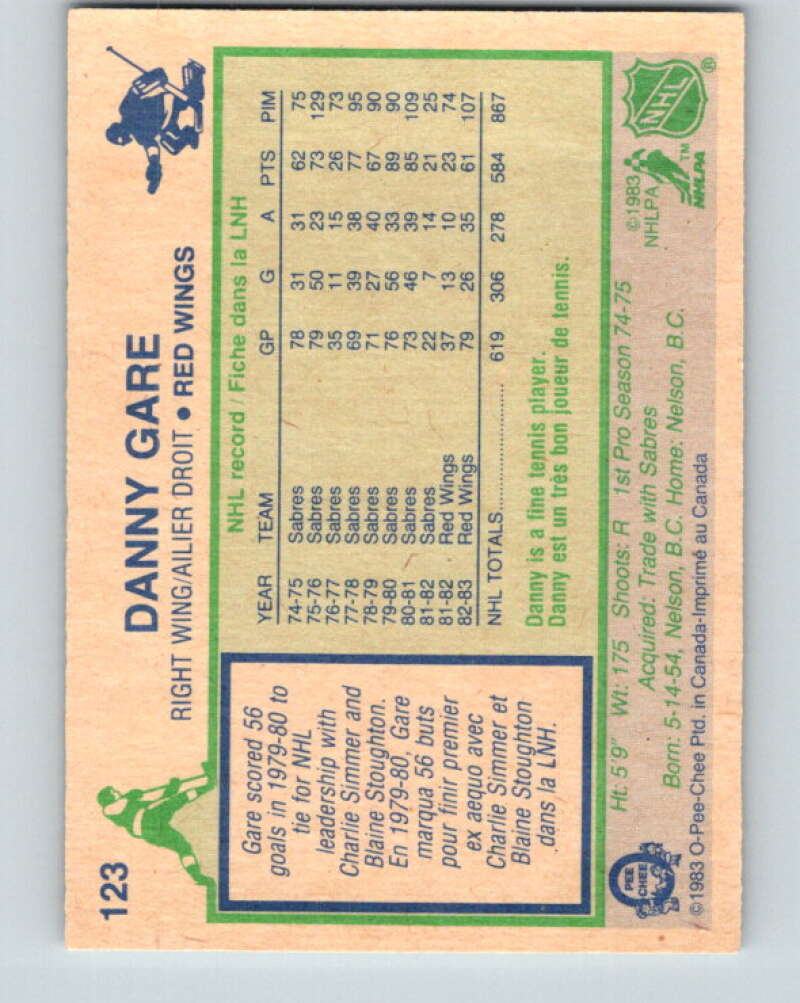 123
DANNY GARE
RIGHT WING/AILIER DROIT • RED WINGS
Gare scored 56
goals in 1979-80 to
tie for NHL
leadership with
Charlie Simmer and
Blaine Stoughton.
En 1979-80, Gare
marqua 56 buts
pour finir premier
ex aequo avec
Charlie Simmer et
Blaine Stoughton
dans la LNH.
NHL record / Fiche dans la LNH
YEAR TEAM GP G A PTS PIM
74-75 Sabres 78 31 31 62 75
75-76 Sabres 79 50 23 73 129
76-77 Sabres 35 11 15 26 73
77-78 Sabres 69 39 38 77 95
78-79 Sabres 71 27 40 67 90
79-80 Sabres 76 56 33 89 90
80-81 Sabres 73 46 39 85 109
81-82 Sabres 22 7 14 21 25
81-82 Red Wings 37 13 10 23 74
82-83 Red Wings 79 26 35 61 107
NHL TOTALS.................... 619 306 278 584 867
Danny is a fine tennis player.
Danny est un très bon joueur de tennis.
Ht: 5'9" Wt: 175 Shoots: R 1st Pro Season 74-75
Acquired: Trade with Sabres
Born: 5-14-54, Nelson, B.C. Home: Nelson, B.C.
©1983 O-Pee-Chee Ptd. in Canada-Imprimé au Canada
O
PEE
CHEE
©1983
NHLPA
NHL
®
TM
NHLPA